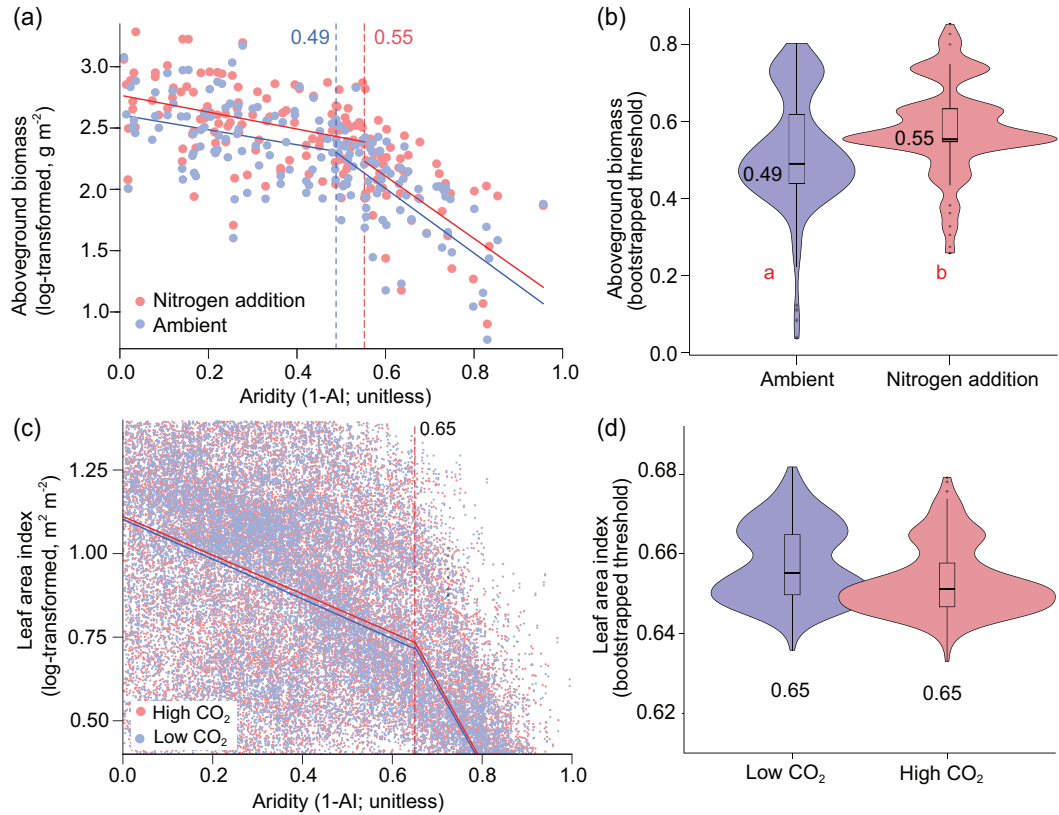 (a)
0.49
0.55
3.0
2.5
2.0
1.5
1.0
Aboveground biomass
(log-transformed, g m⁻²)
Nitrogen addition
Ambient
0.0 0.2 0.4 0.6 0.8 1.0
Aridity (1-AI; unitless)
(b)
0.8
0.6
0.4
0.2
0.0
Aboveground biomass
(bootstrapped threshold)
0.49
0.55
a
b
Ambient
Nitrogen addition
(c)
0.65
1.25
1.00
0.75
0.50
Leaf area index
(log-transformed, m² m⁻²)
High CO₂
Low CO₂
0.0 0.2 0.4 0.6 0.8 1.0
Aridity (1-AI; unitless)
(d)
0.68
0.66
0.64
0.62
Leaf area index
(bootstrapped threshold)
0.65
0.65
Low CO₂
High CO₂